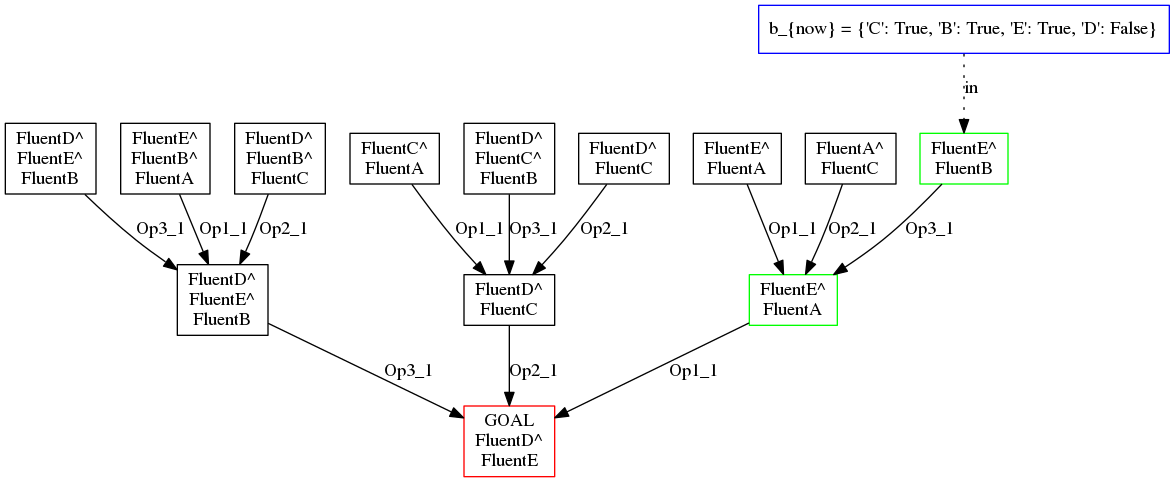 b_{now} = {'C': True, 'B': True, 'E': True, 'D': False}
in
FluentD^
FluentE^
FluentB
FluentE^
FluentB^
FluentA
FluentD^
FluentB^
FluentC
FluentC^
FluentA
FluentD^
FluentC^
FluentB
FluentD^
FluentC
FluentE^
FluentA
FluentA^
FluentC
FluentE^
FluentB
Op3_1
Op1_1
Op2_1
Op1_1
Op3_1
Op2_1
Op1_1
Op2_1
Op3_1
FluentD^
FluentE^
FluentB
FluentD^
FluentC
FluentE^
FluentA
Op3_1
Op2_1
Op1_1
GOAL
FluentD^
FluentE